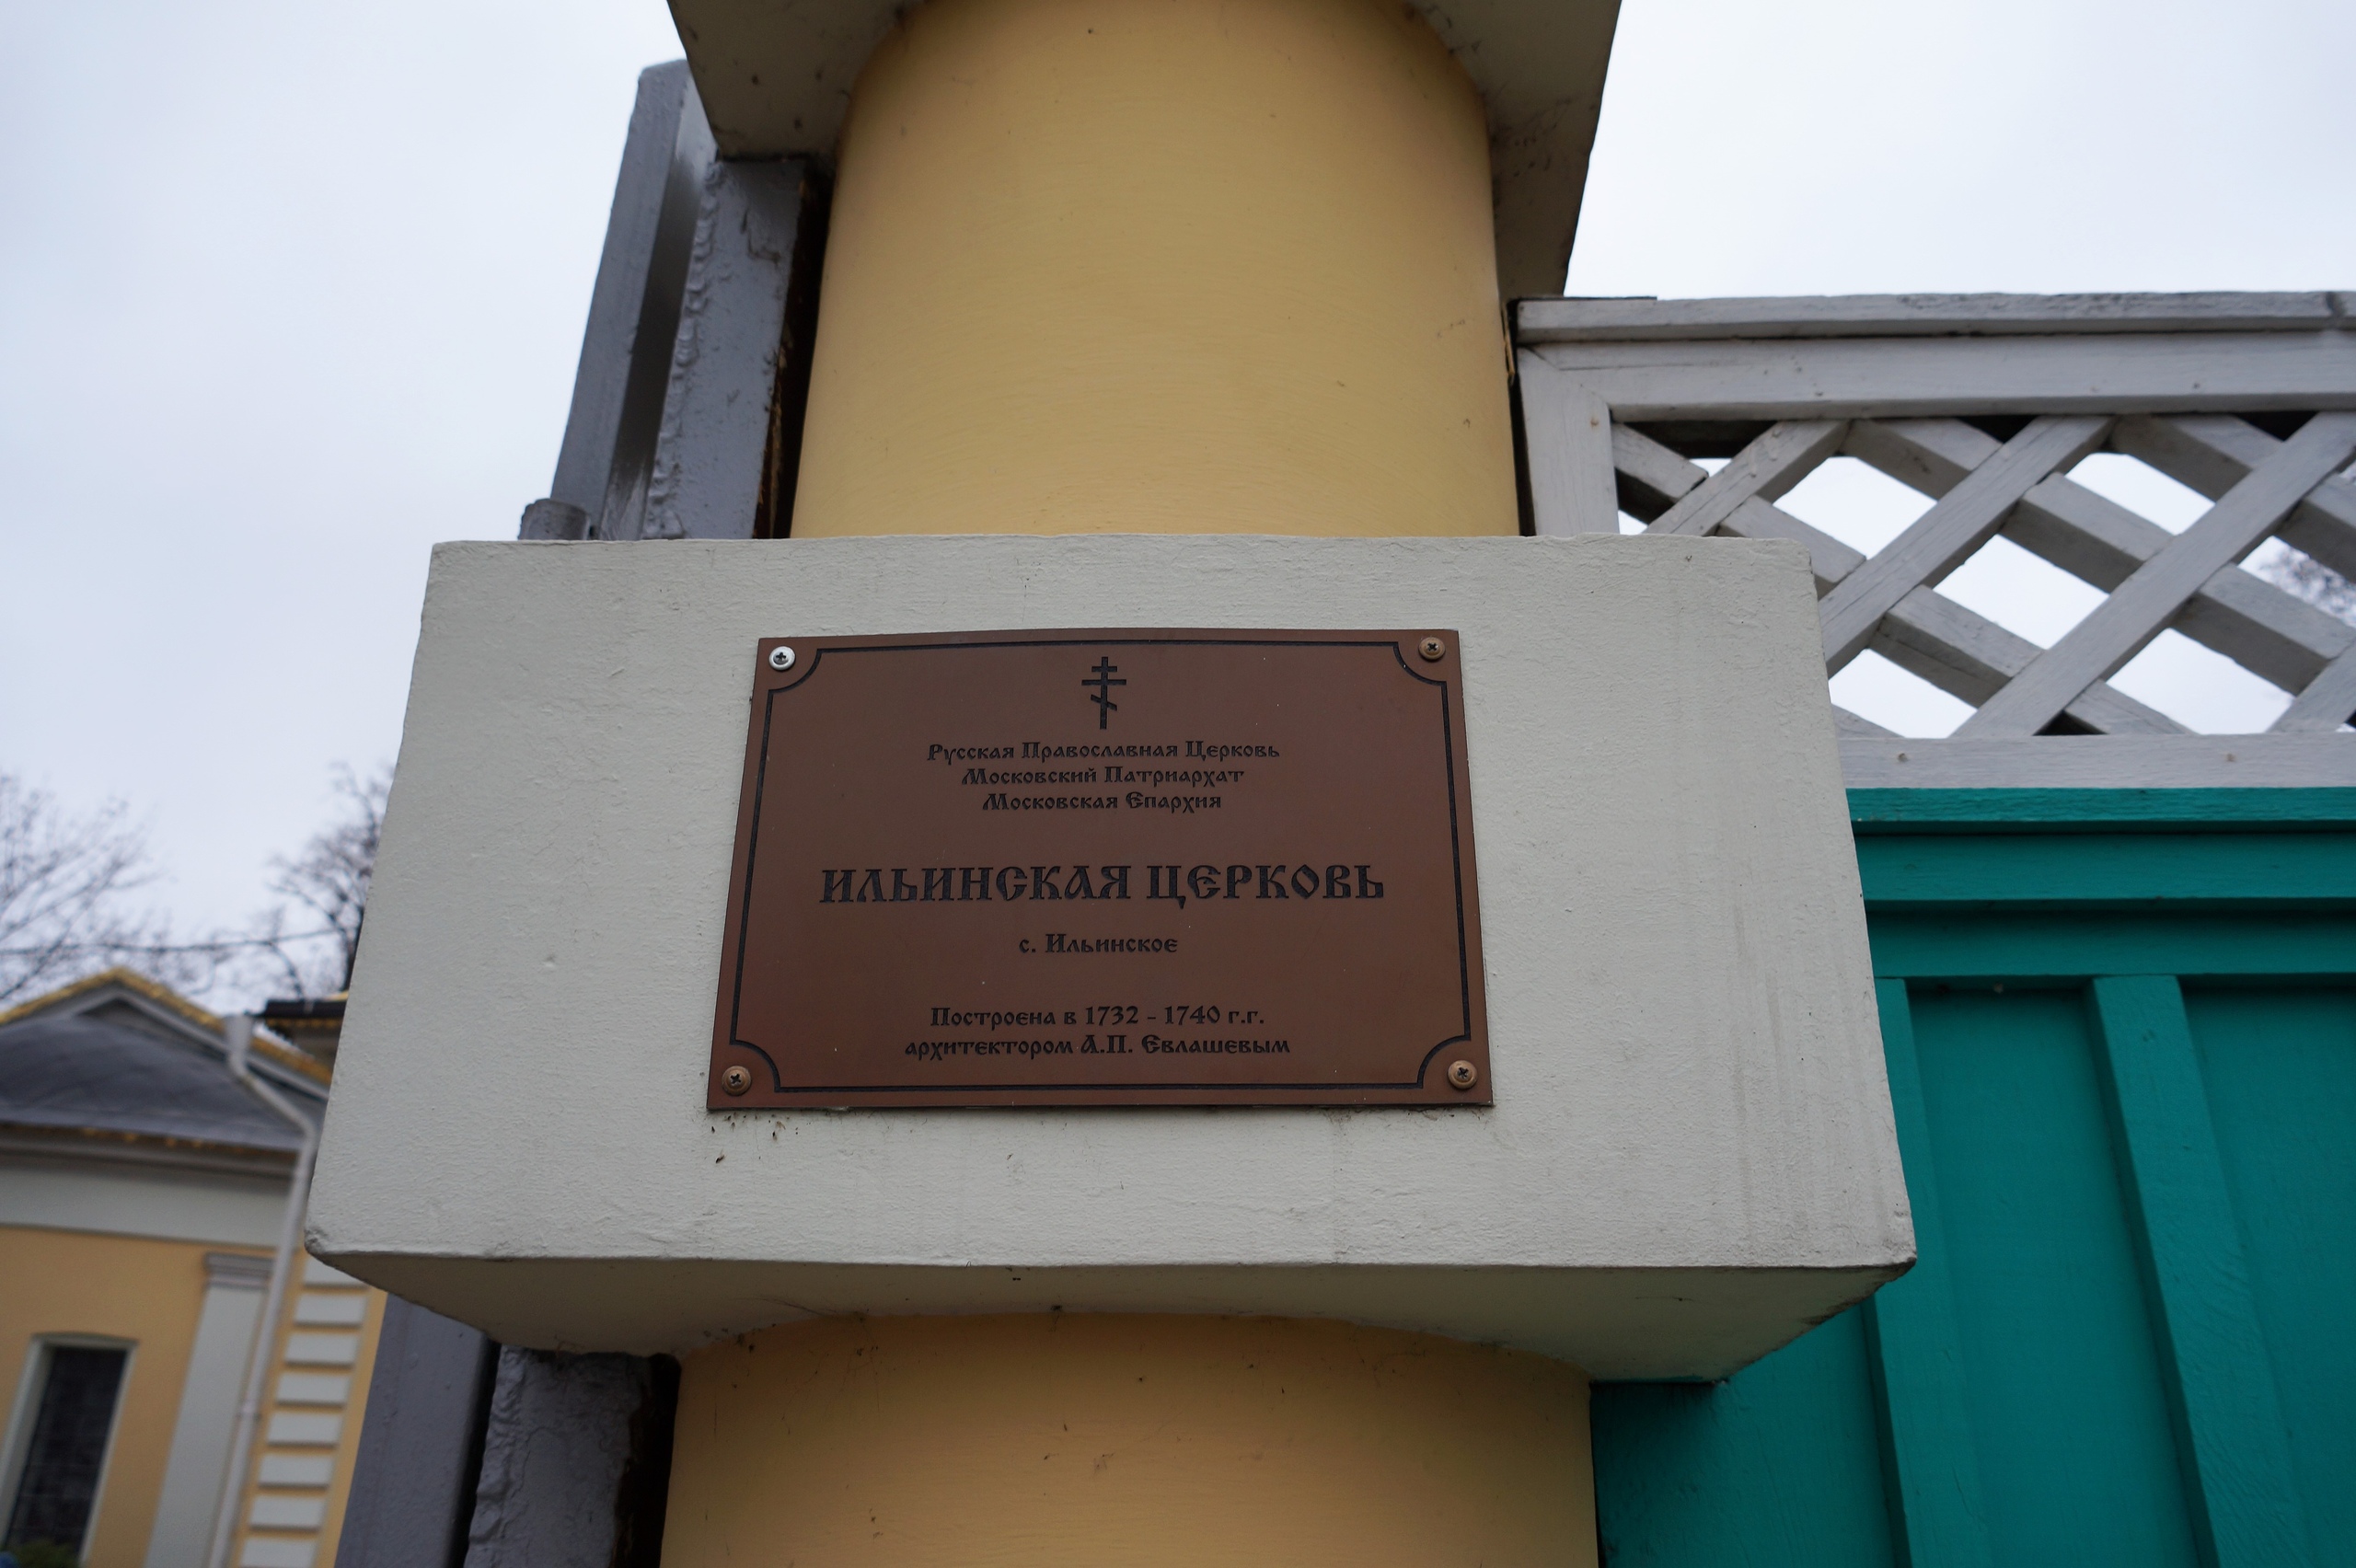 Русская Православная Церковь
Московский Патриархат
Московская Епархия
ИЛЬИНСКАЯ ЦЕРКОВЬ
с. Ильинское
Построена в 1732 - 1740 г.г.
архитектором А.П. Евлашевым